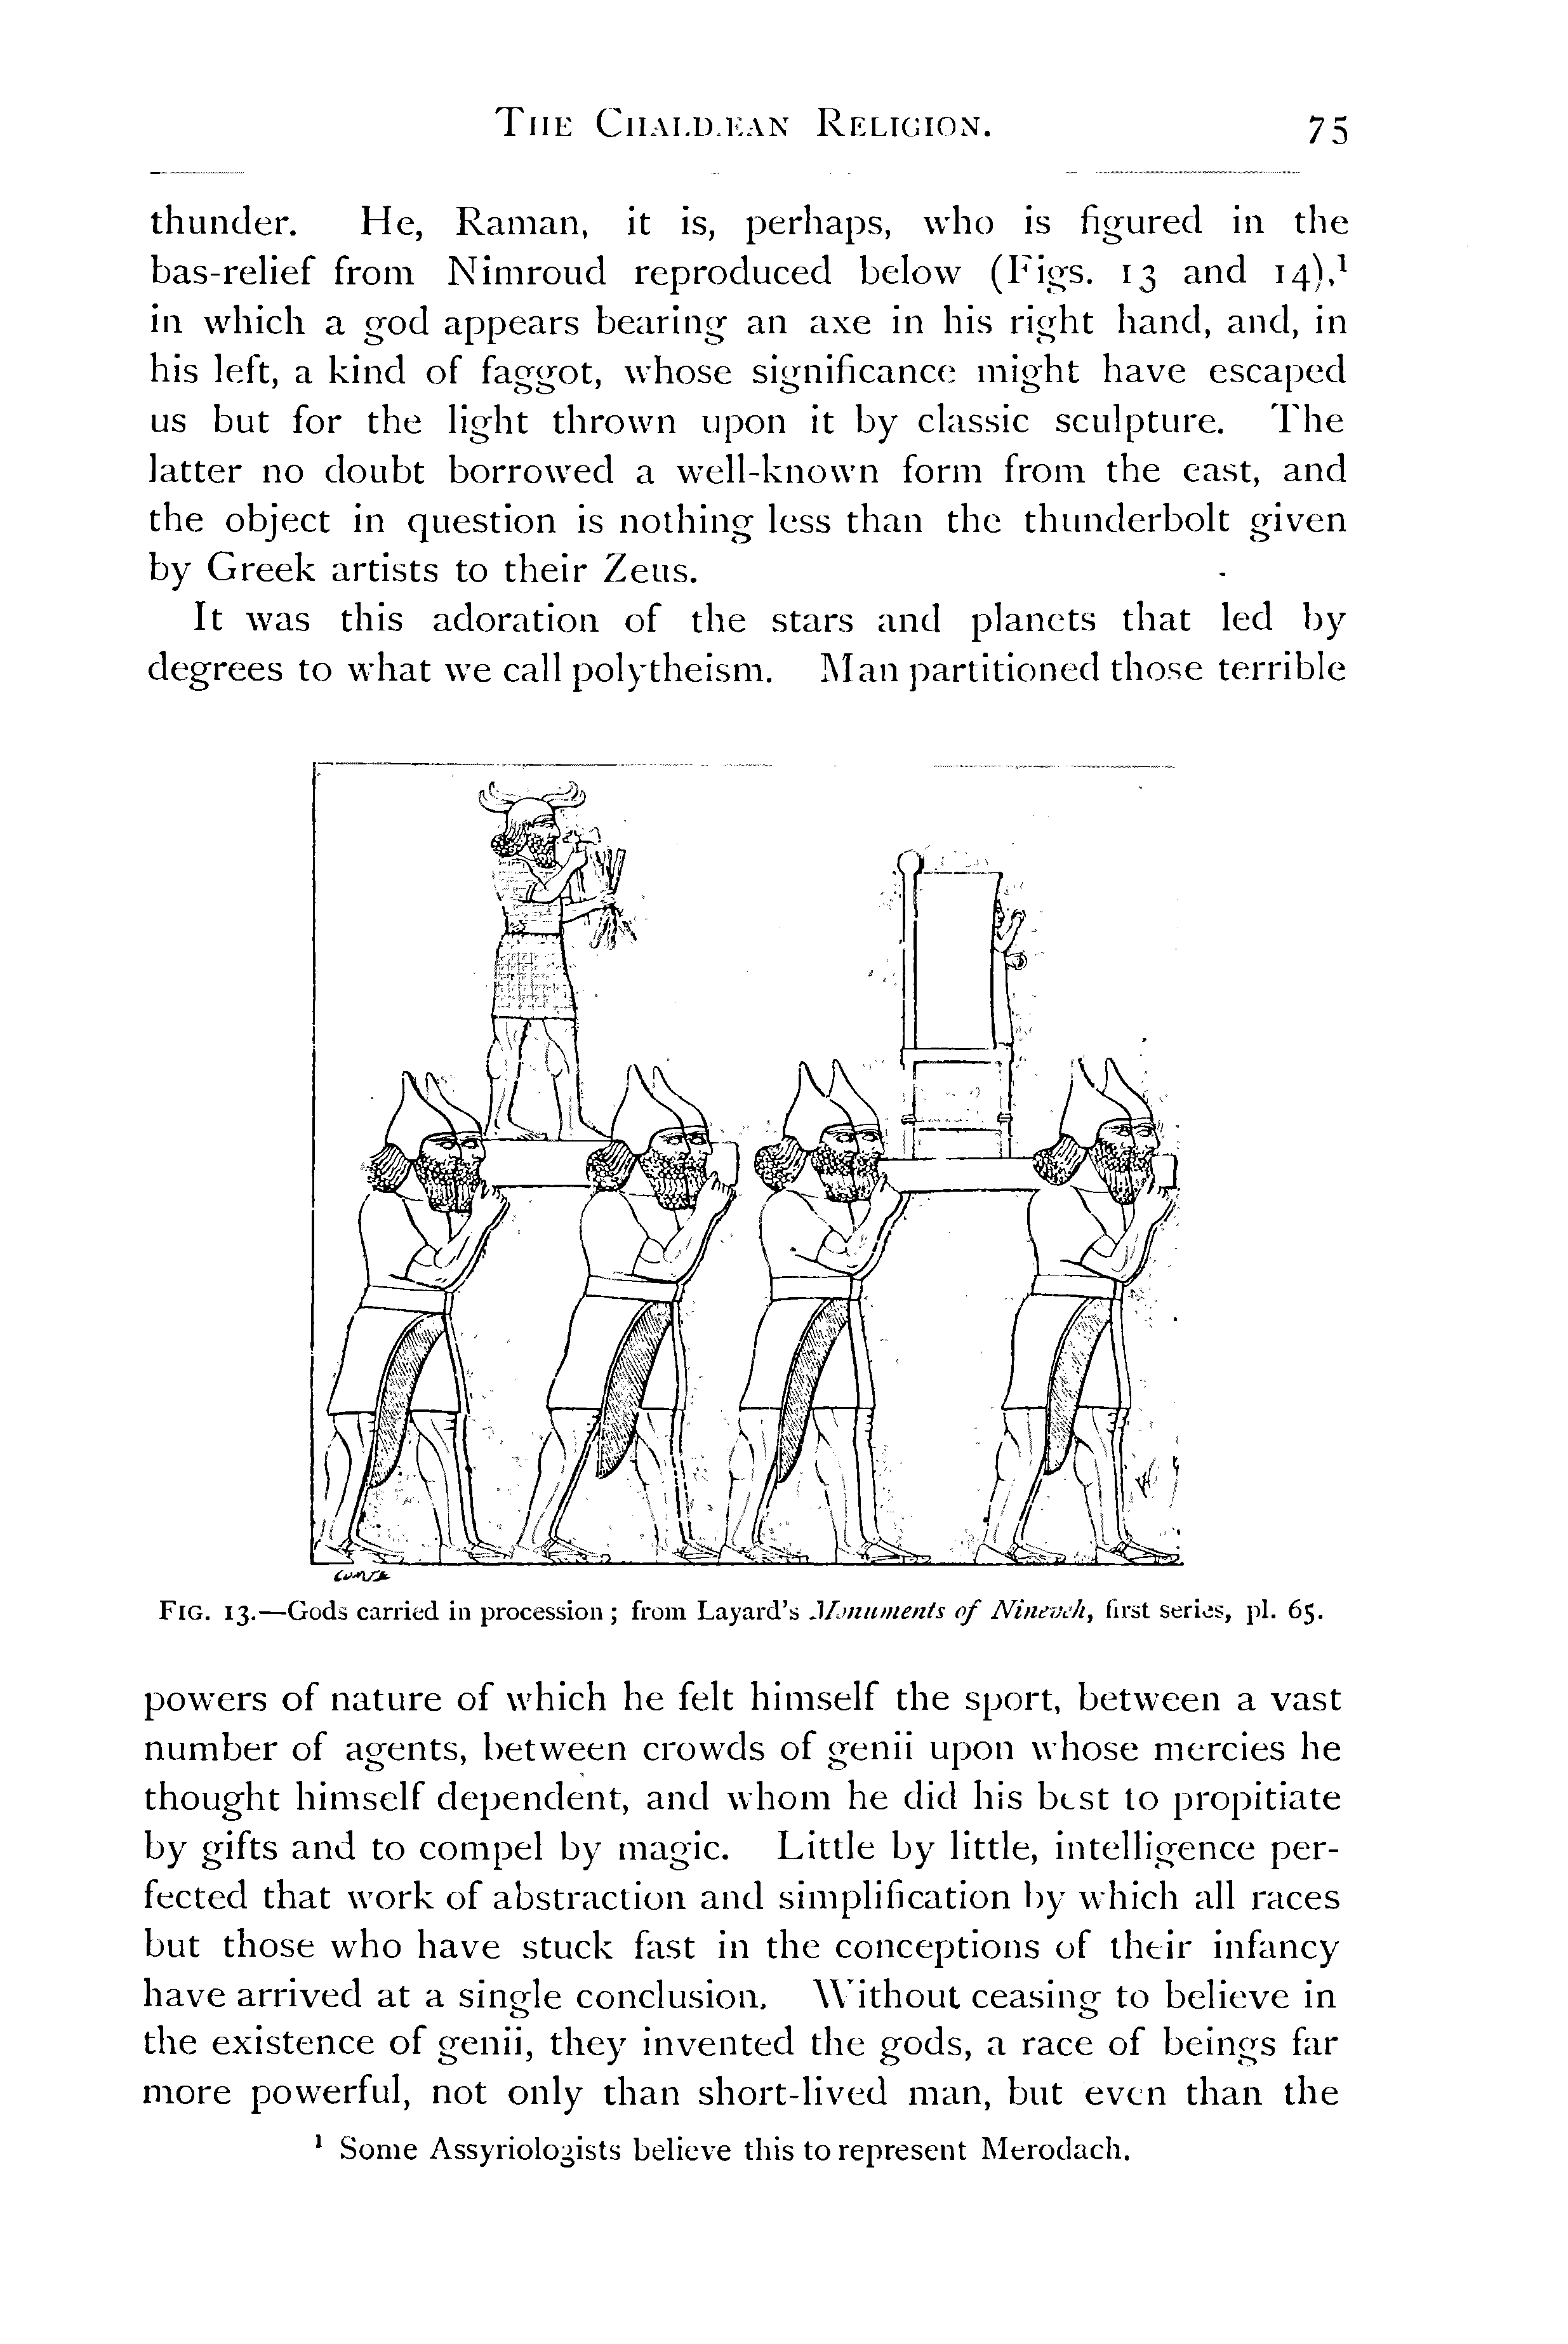 THE CHALDÆAN RELIGION. 75
thunder. He, Raman, it is, perhaps, who is figured in the
bas-relief from Nimroud reproduced below (Figs. 13 and 14),¹
in which a god appears bearing an axe in his right hand, and, in
his left, a kind of faggot, whose significance might have escaped
us but for the light thrown upon it by classic sculpture. The
latter no doubt borrowed a well-known form from the east, and
the object in question is nothing less than the thunderbolt given
by Greek artists to their Zeus.
It was this adoration of the stars and planets that led by
degrees to what we call polytheism. Man partitioned those terrible
FIG. 13.—Gods carried in procession; from Layard's Monuments of Nineveh, first series, pl. 65.
powers of nature of which he felt himself the sport, between a vast
number of agents, between crowds of genii upon whose mercies he
thought himself dependent, and whom he did his best to propitiate
by gifts and to compel by magic. Little by little, intelligence per-
fected that work of abstraction and simplification by which all races
but those who have stuck fast in the conceptions of their infancy
have arrived at a single conclusion. Without ceasing to believe in
the existence of genii, they invented the gods, a race of beings far
more powerful, not only than short-lived man, but even than the
¹ Some Assyriologists believe this to represent Merodach.